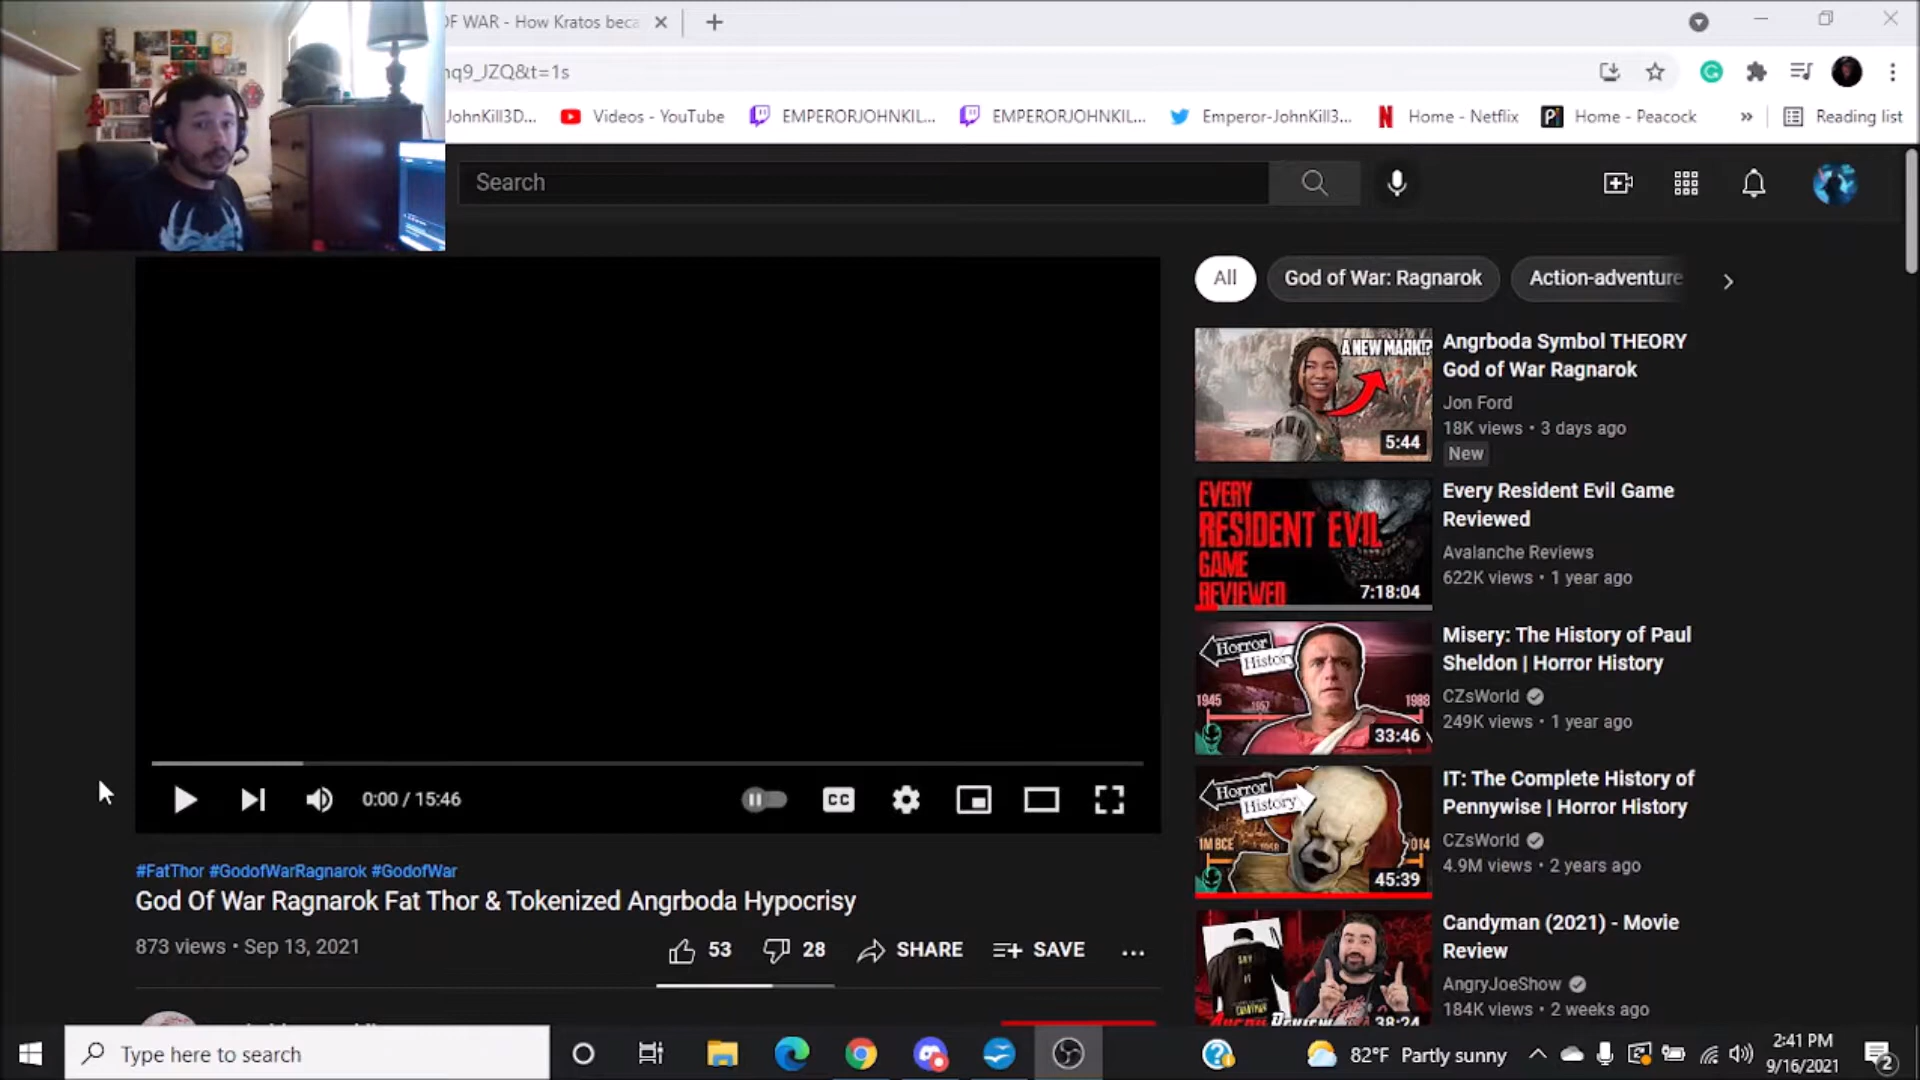 OF WAR - How Kratos beca
nq9_JZQ&t=1s
JohnKill3D...
Videos - YouTube
EMPERORJOHNKIL...
EMPERORJOHNKIL...
Emperor-JohnKill3...
Home - Netflix
Home - Peacock
Reading list
Search
All
God of War: Ragnarok
Action-adventure
A NEW MARK!?
5:44
Angrboda Symbol THEORY
God of War Ragnarok
Jon Ford
18K views • 3 days ago
New
EVERY
RESIDENT EVIL
GAME
REVIEWED
7:18:04
Every Resident Evil Game
Reviewed
Avalanche Reviews
622K views • 1 year ago
Horror
History
1945
1957
1988
33:46
Misery: The History of Paul
Sheldon | Horror History
CZsWorld
249K views • 1 year ago
Horror
History
1M BCE
2014
45:39
IT: The Complete History of
Pennywise | Horror History
CZsWorld
4.9M views • 2 years ago
SAY
CANDYMAN
ANGRY REVIEW
38:24
Candyman (2021) - Movie
Review
AngryJoeShow
184K views • 2 weeks ago
0:00 / 15:46
CC
#FatThor #GodofWarRagnarok #GodofWar
God Of War Ragnarok Fat Thor & Tokenized Angrboda Hypocrisy
873 views • Sep 13, 2021
53
28
SHARE
SAVE
Type here to search
82°F Partly sunny
2:41 PM
9/16/2021
2